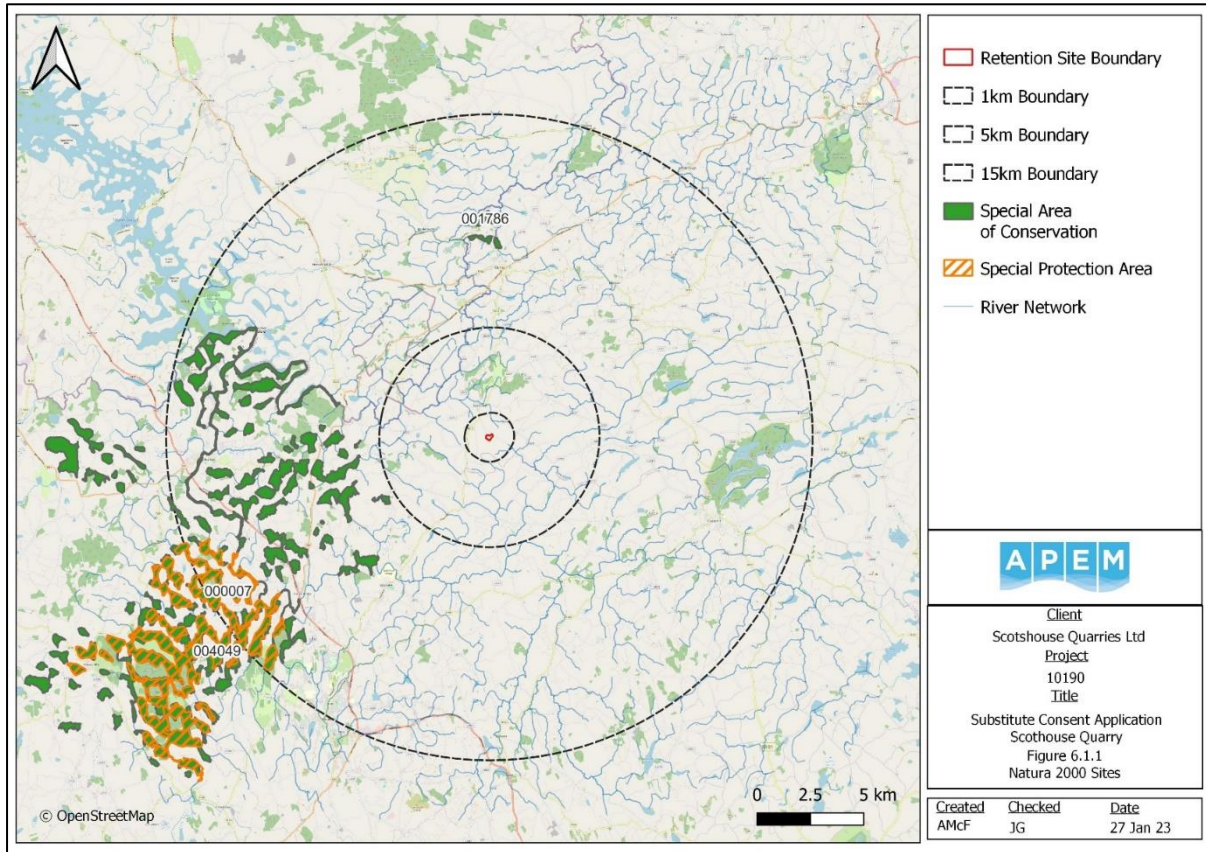 001786
000007
004049
© OpenStreetMap
0 2.5 5 km
Retention Site Boundary
1km Boundary
5km Boundary
15km Boundary
Special Area
of Conservation
Special Protection Area
River Network
APEM
Client
Scotshouse Quarries Ltd
Project
10190
Title
Substitute Consent Application
Scothouse Quarry
Figure 6.1.1
Natura 2000 Sites
Created Checked Date
AMcF JG 27 Jan 23